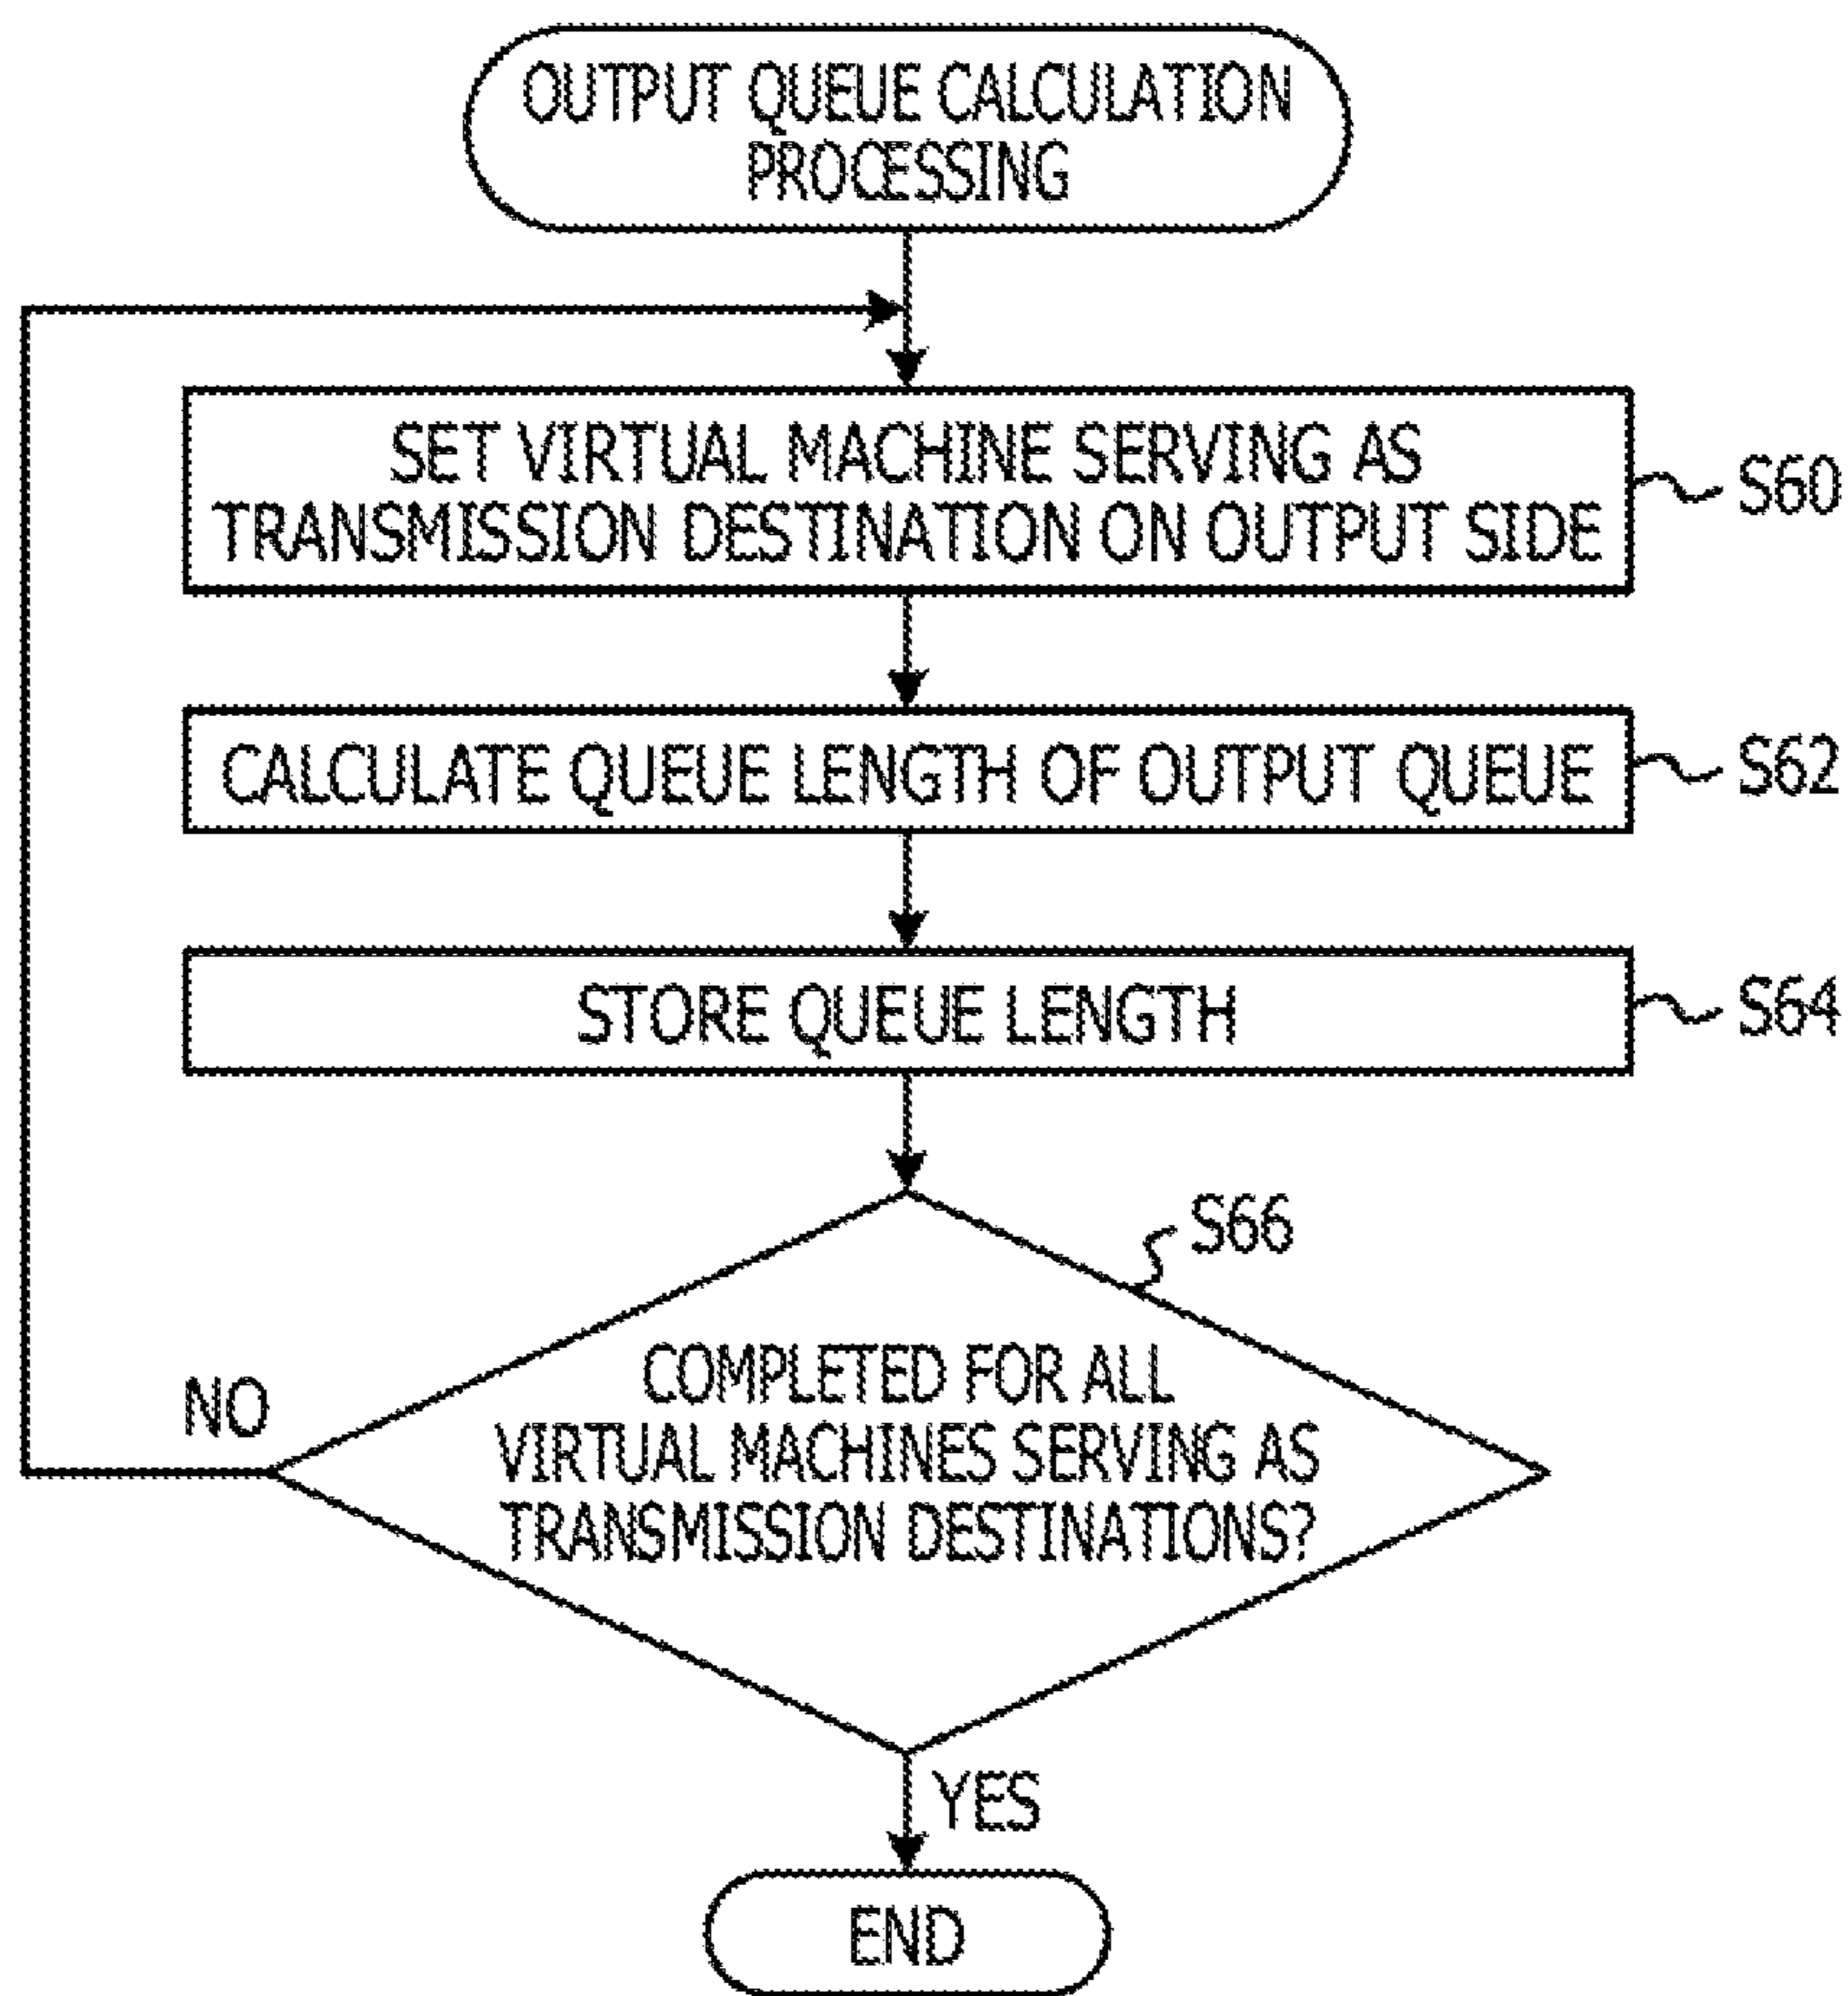 OUTPUT QUEUE CALCULATION
PROCESSING
SET VIRTUAL MACHINE SERVING AS
TRANSMISSION DESTINATION ON OUTPUT SIDE
S60
CALCULATE QUEUE LENGTH OF OUTPUT QUEUE
S62
STORE QUEUE LENGTH
S64
S66
COMPLETED FOR ALL
VIRTUAL MACHINES SERVING AS
TRANSMISSION DESTINATIONS?
NO
YES
END